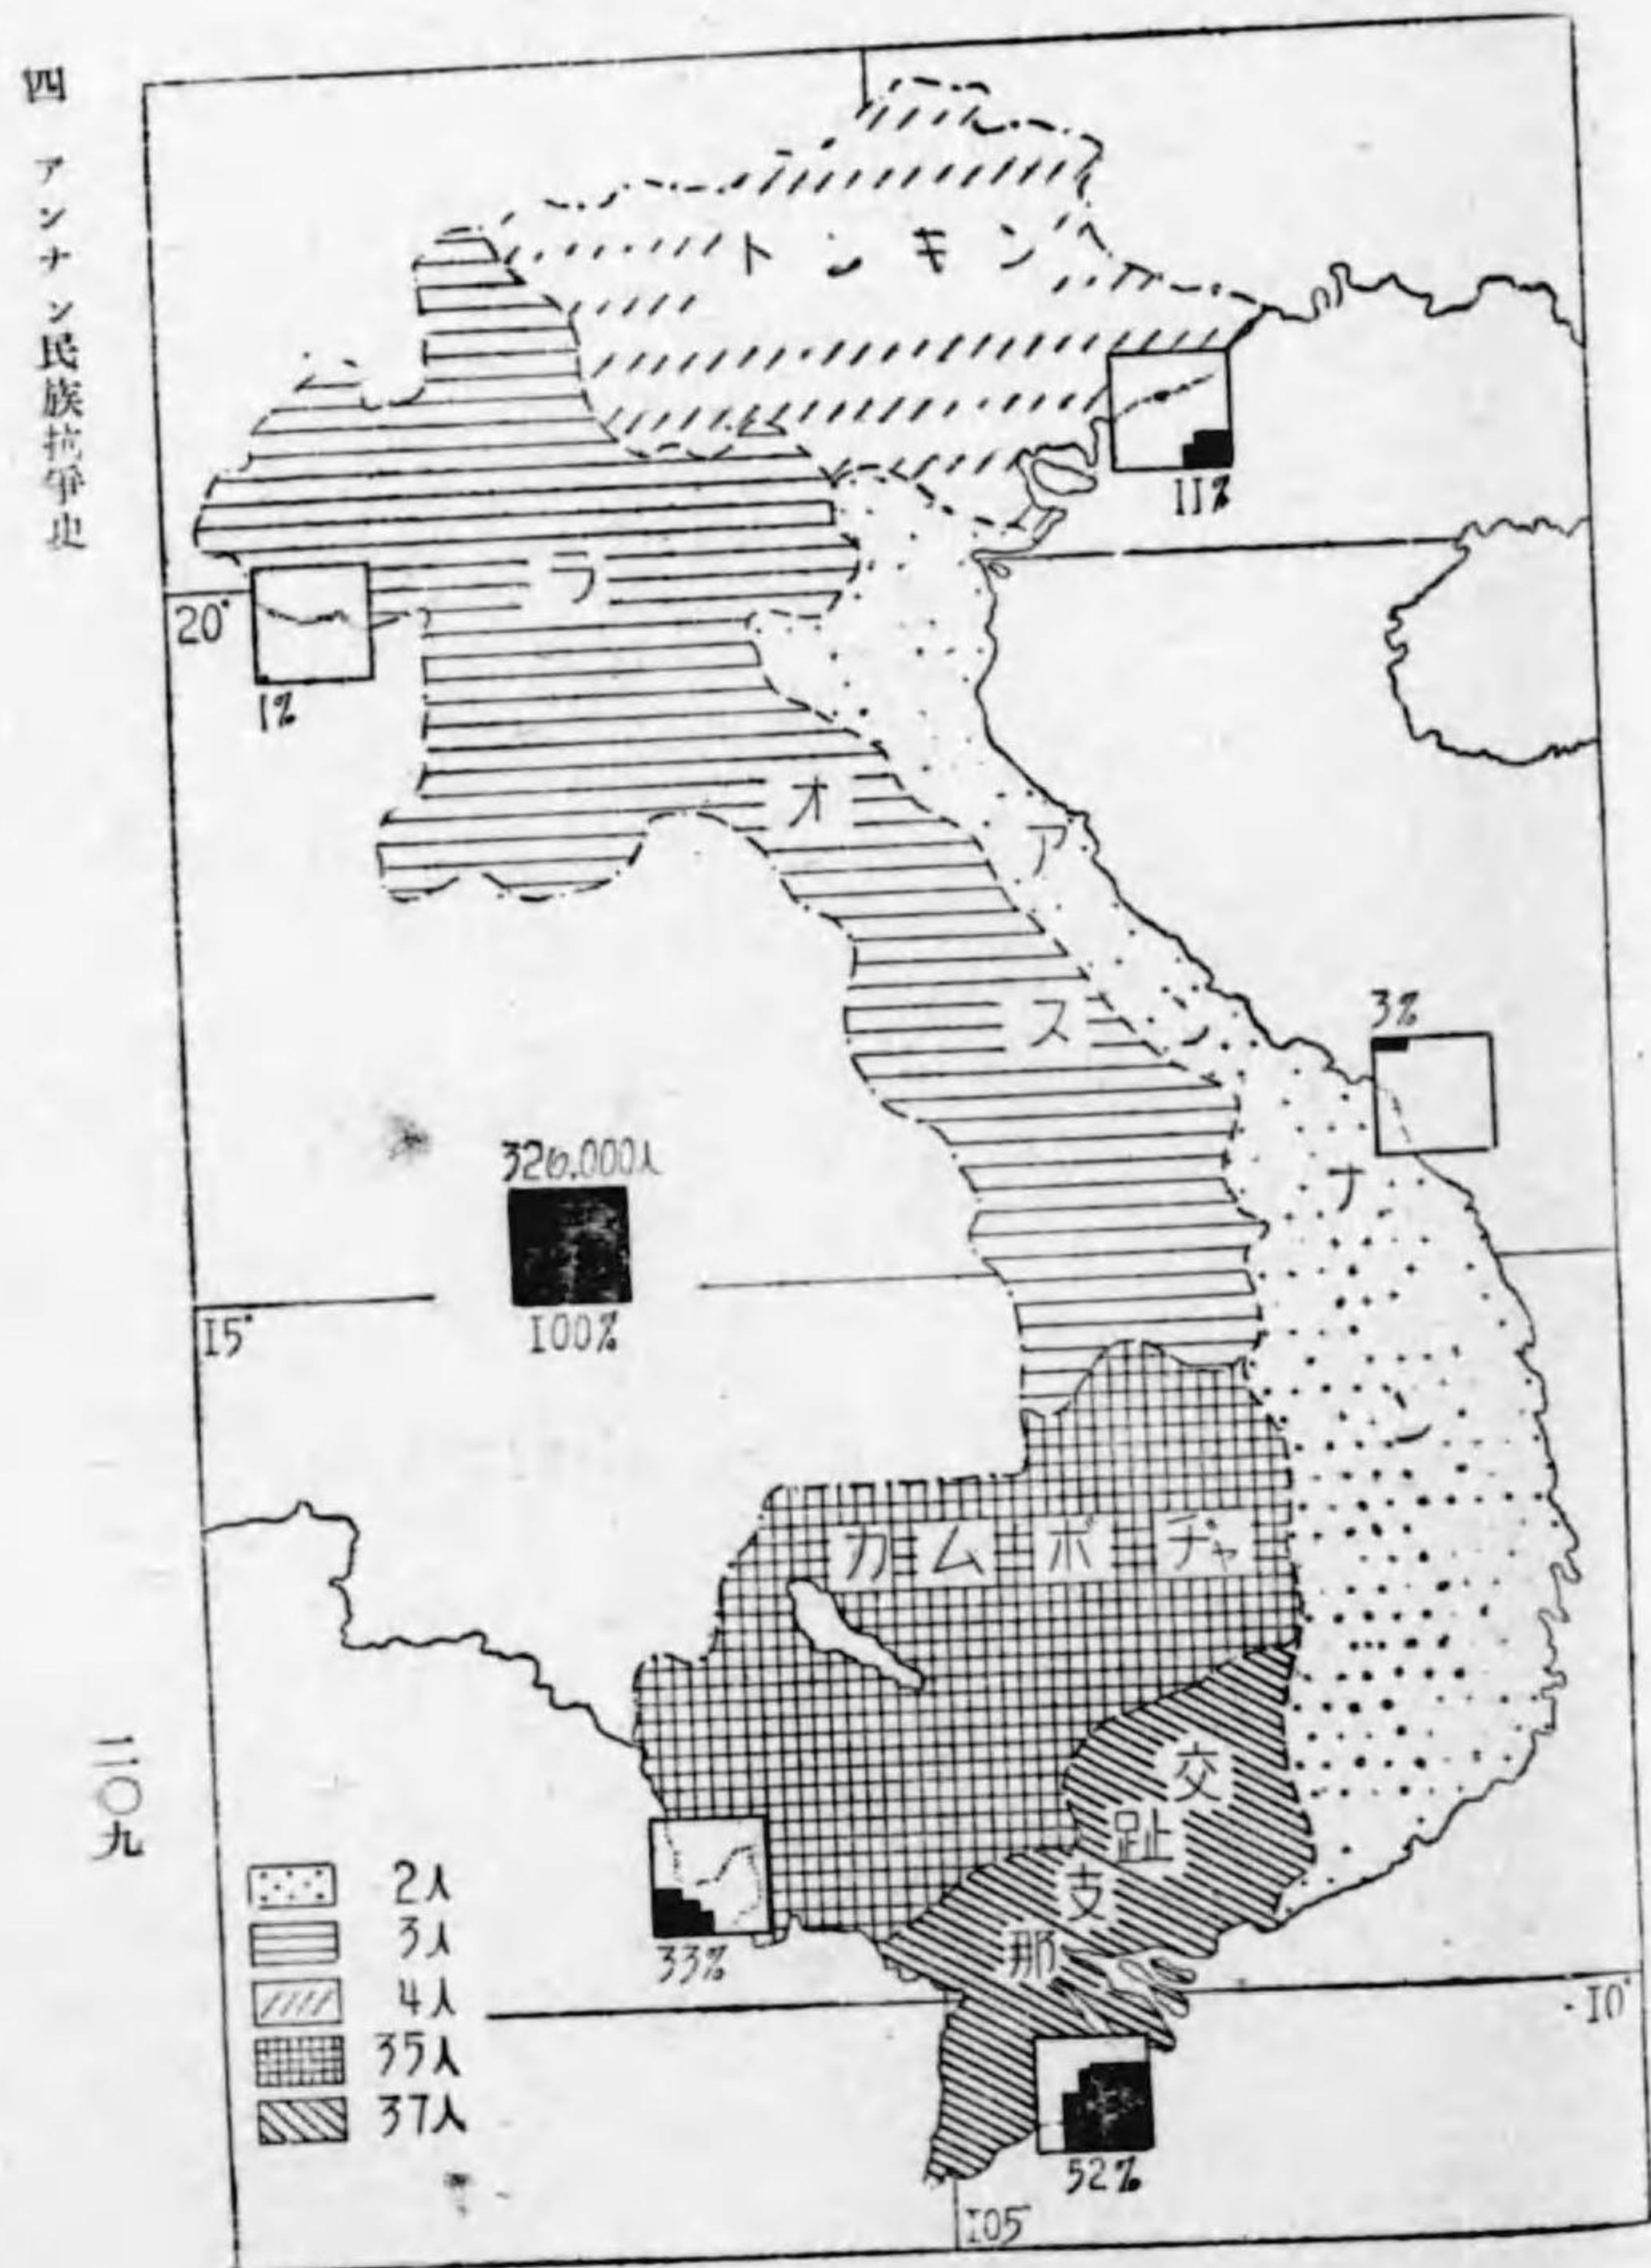 四 アンナン民族抗爭史
トンキン
11%
ラオス
20°
1%
アンナン
3%
326.000人
100%
15°
カムボヂャ
交趾支那
33%
10°
52%
105
2人
3人
4人
35人
37人
二〇九